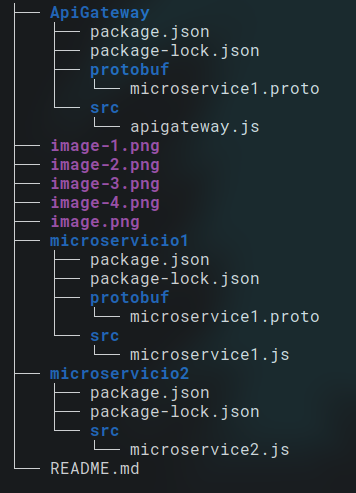 ApiGateway
package.json
package-lock.json
protobuf
microservice1.proto
src
apigateway.js
image-1.png
image-2.png
image-3.png
image-4.png
image.png
microservicio1
package.json
package-lock.json
protobuf
microservice1.proto
src
microservice1.js
microservicio2
package.json
package-lock.json
src
microservice2.js
README.md